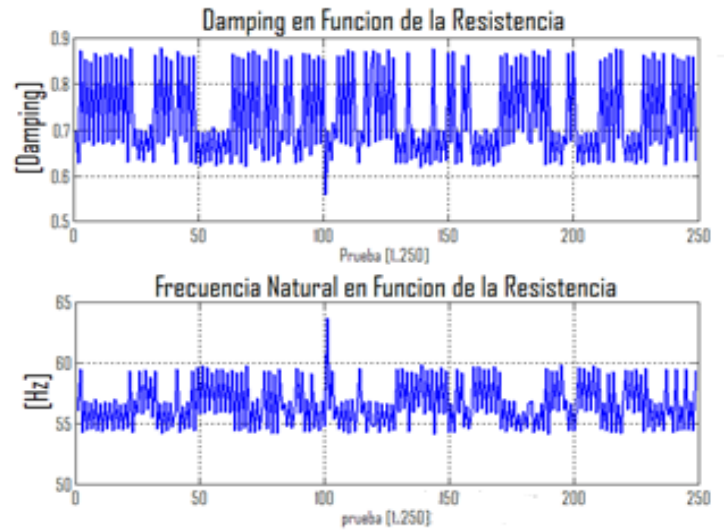 Damping en Funcion de la Resistencia
[Damping]
0.9
0.8
0.7
0.6
0.5
0 50 100 150 200 250
Prueba [1..250]
Frecuencia Natural en Funcion de la Resistencia
[Hz]
65
60
55
50
0 50 100 150 200 250
prueba [1..250]